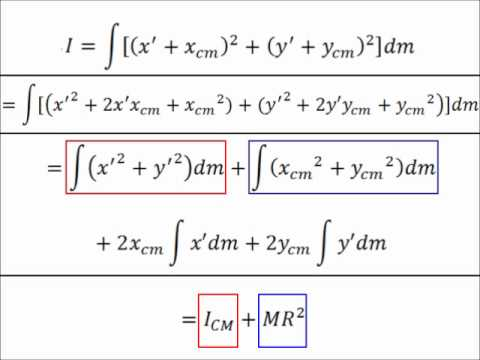 I = ∫[(x′ + x_cm)² + (y′ + y_cm)²]dm
= ∫[(x′² + 2x′x_cm + x_cm²) + (y′² + 2y′y_cm + y_cm²)]dm
= ∫(x′² + y′²)dm + ∫(x_cm² + y_cm²)dm
+ 2x_cm ∫x′dm + 2y_cm ∫y′dm
= I_CM + MR²